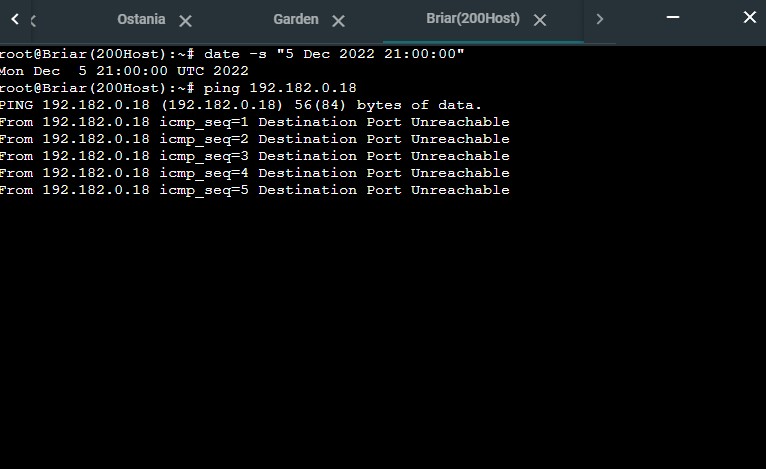 Ostania
Garden
Briar(200Host)
root@Briar(200Host):~# date -s "5 Dec 2022 21:00:00"
Mon Dec  5 21:00:00 UTC 2022
root@Briar(200Host):~# ping 192.182.0.18
PING 192.182.0.18 (192.182.0.18) 56(84) bytes of data.
From 192.182.0.18 icmp_seq=1 Destination Port Unreachable
From 192.182.0.18 icmp_seq=2 Destination Port Unreachable
From 192.182.0.18 icmp_seq=3 Destination Port Unreachable
From 192.182.0.18 icmp_seq=4 Destination Port Unreachable
From 192.182.0.18 icmp_seq=5 Destination Port Unreachable